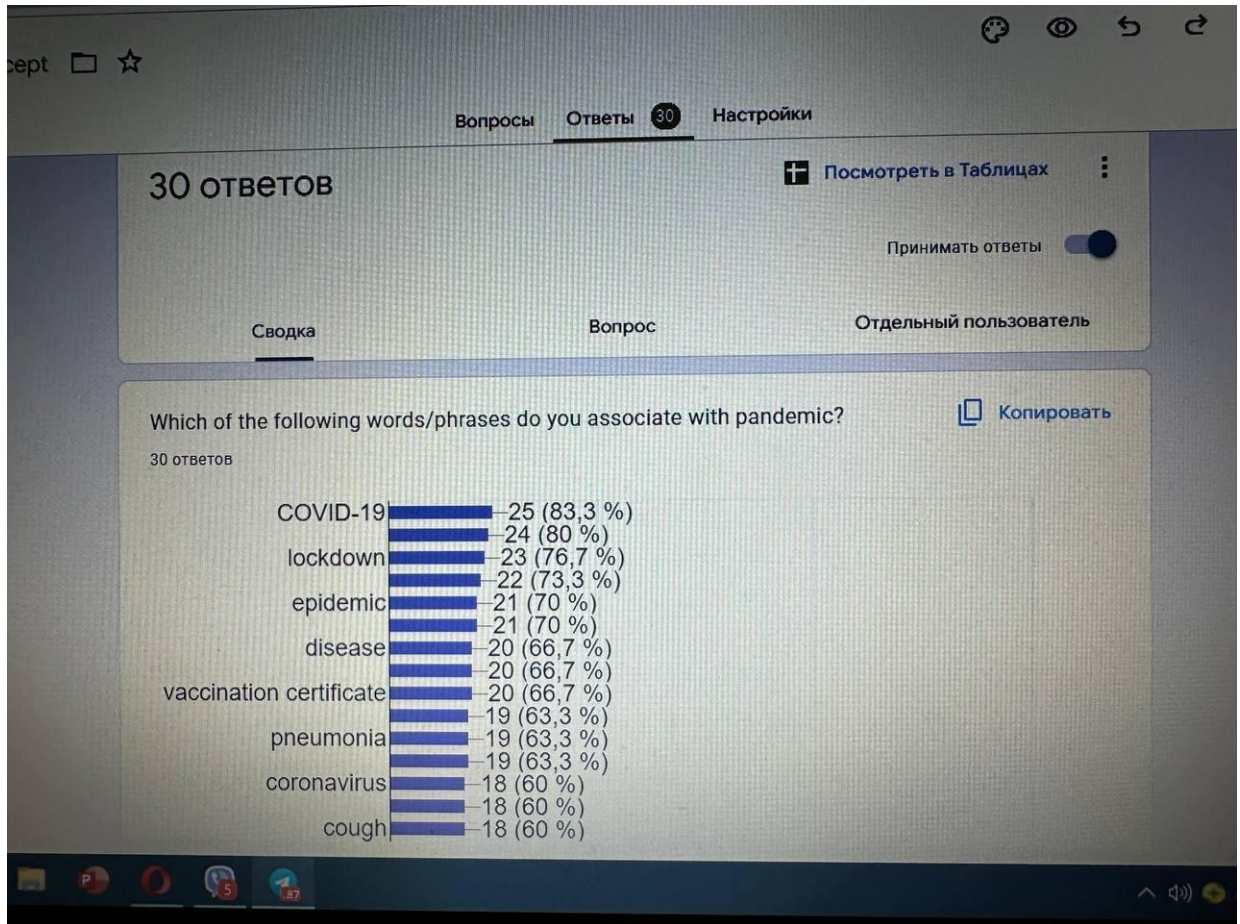 cept
Вопросы Ответы 30 Настройки
30 ответов
Посмотреть в Таблицах
Принимать ответы
Сводка Вопрос Отдельный пользователь
Which of the following words/phrases do you associate with pandemic?
Копировать
30 ответов
COVID-19 25 (83,3 %)
24 (80 %)
lockdown 23 (76,7 %)
22 (73,3 %)
epidemic 21 (70 %)
21 (70 %)
disease 20 (66,7 %)
20 (66,7 %)
vaccination certificate 20 (66,7 %)
19 (63,3 %)
pneumonia 19 (63,3 %)
19 (63,3 %)
coronavirus 18 (60 %)
18 (60 %)
cough 18 (60 %)
P 5 87